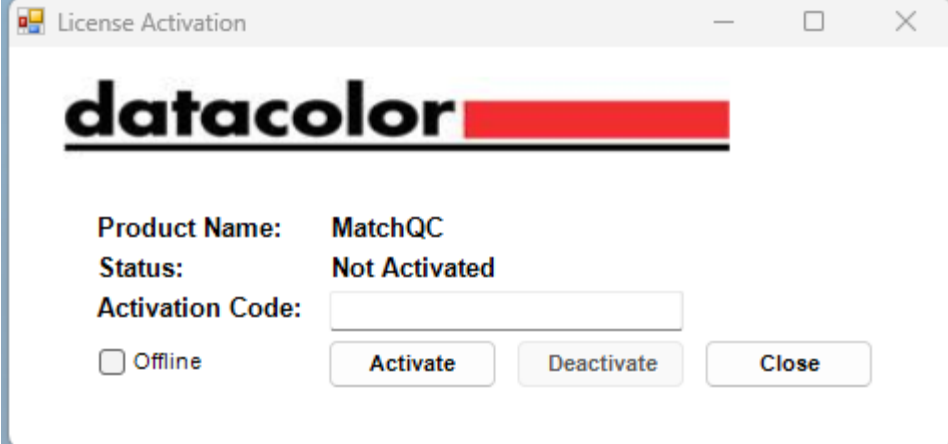 License Activation
datacolor
Product Name: MatchQC
Status: Not Activated
Activation Code:
Offline Activate Deactivate Close